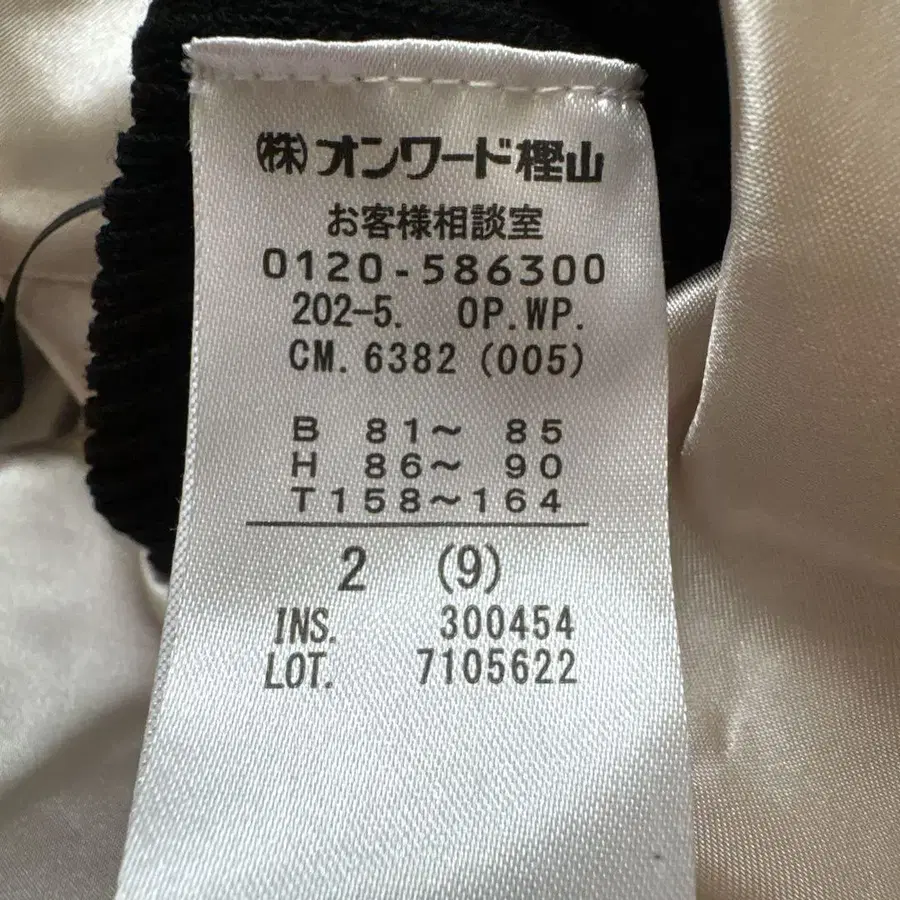 ㈱オンワード樫山
お客様相談室
0120-586300
202-5. OP.WP.
CM. 6382 (005)
B 81～ 85
H 86～ 90
T158～164
2 (9)
INS. 300454
LOT. 7105622